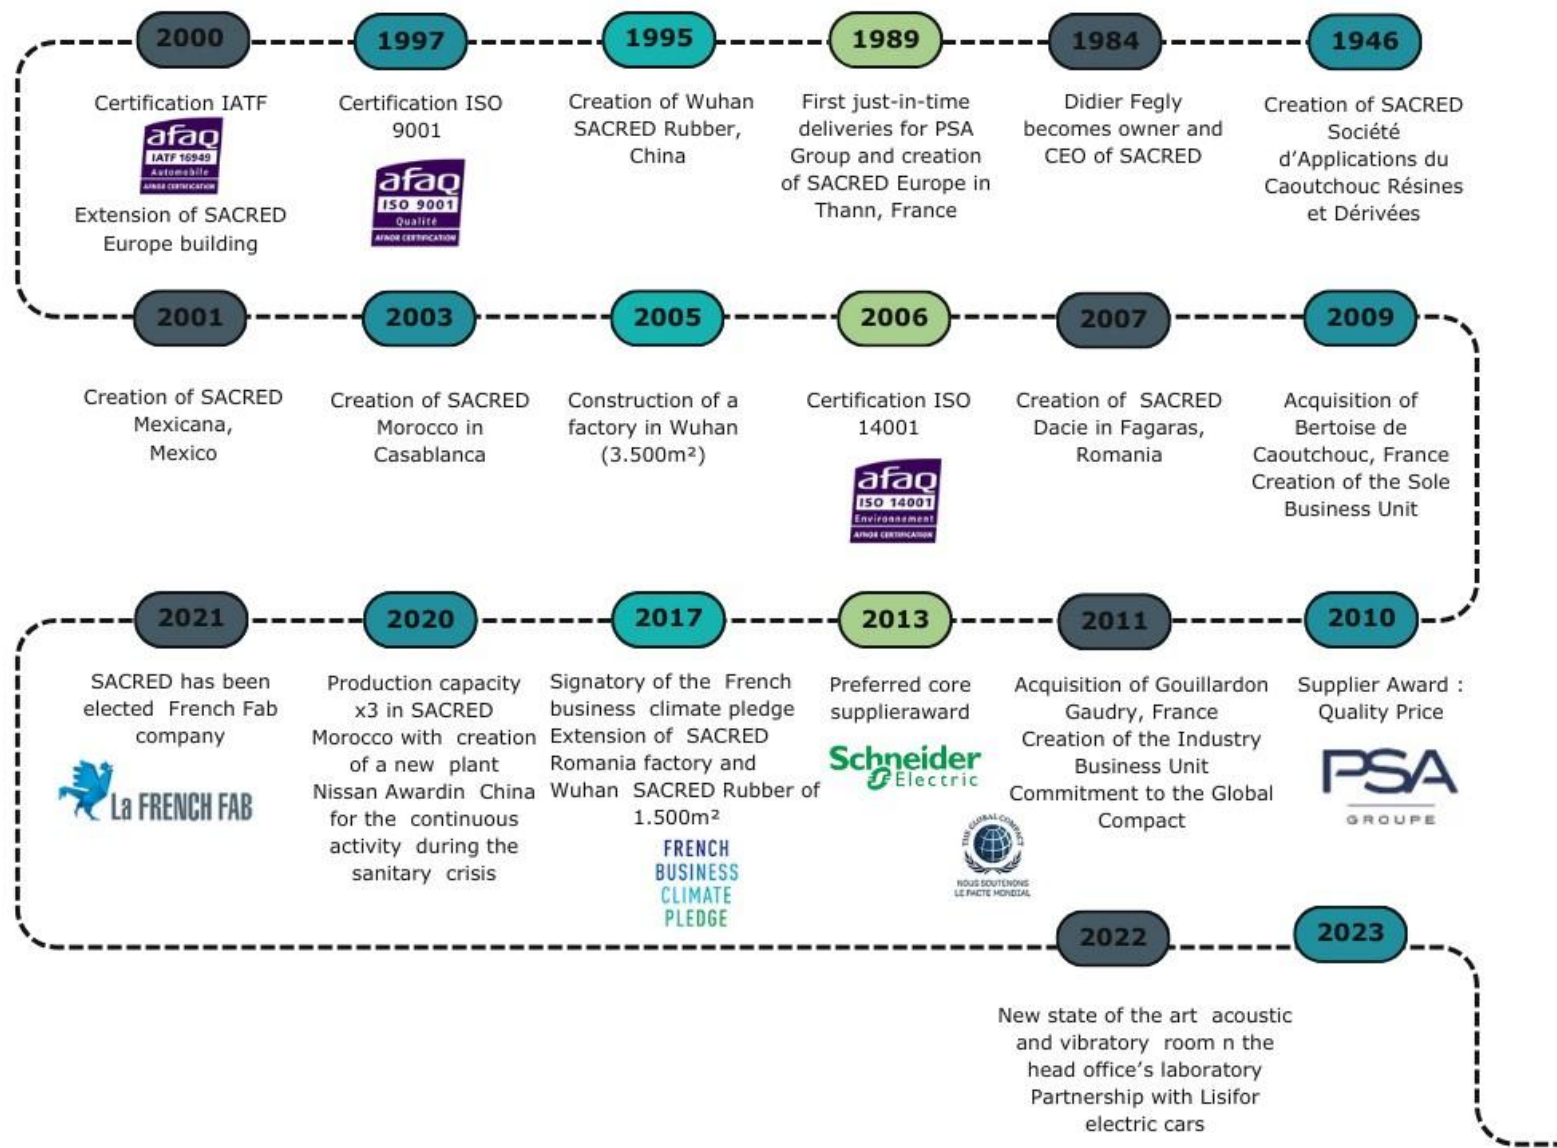 2000
1997
1995
1989
1984
1946
Certification IATF
afaq
IATF 16949
Automobile
AFNOR CERTIFICATION
Extension of SACRED
Europe building
Certification ISO
9001
afaq
ISO 9001
Qualité
AFNOR CERTIFICATION
Creation of Wuhan
SACRED Rubber,
China
First just-in-time
deliveries for PSA
Group and creation
of SACRED Europe in
Thann, France
Didier Fegly
becomes owner and
CEO of SACRED
Creation of SACRED
Société
d'Applications du
Caoutchouc Résines
et Dérivées
2001
2003
2005
2006
2007
2009
Creation of SACRED
Mexicana,
Mexico
Creation of SACRED
Morocco in
Casablanca
Construction of a
factory in Wuhan
(3.500m²)
Certification ISO
14001
afaq
ISO 14001
Environnement
AFNOR CERTIFICATION
Creation of SACRED
Dacie in Fagaras,
Romania
Acquisition of
Bertoise de
Caoutchouc, France
Creation of the Sole
Business Unit
2021
2020
2017
2013
2011
2010
SACRED has been
elected French Fab
company
La FRENCH FAB
Production capacity
x3 in SACRED
Morocco with creation
of a new plant
Nissan Awardin China
for the continuous
activity during the
sanitary crisis
Signatory of the French
business climate pledge
Extension of SACRED
Romania factory and
Wuhan SACRED Rubber of
1.500m²
FRENCH
BUSINESS
CLIMATE
PLEDGE
Preferred core
supplieraward
Schneider
Electric
Acquisition of Gouillardon
Gaudry, France
Creation of the Industry
Business Unit
Commitment to the Global
Compact
THE GLOBAL COMPACT
NOUS SOUTENONS
LE PACTE MONDIAL
Supplier Award :
Quality Price
PSA
GROUPE
2022
2023
New state of the art acoustic
and vibratory room n the
head office's laboratory
Partnership with Lisifor
electric cars